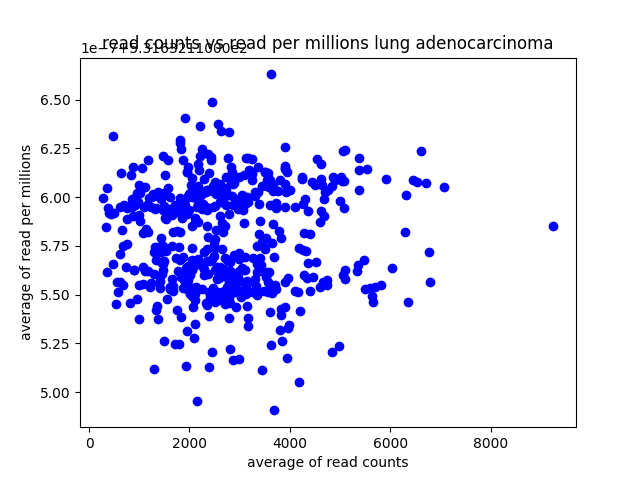 read counts vs read per millions lung adenocarcinoma
1e−7+9.3163211000e2
6.50
6.25
6.00
5.75
5.50
5.25
5.00
average of read per millions
0 2000 4000 6000 8000
average of read counts